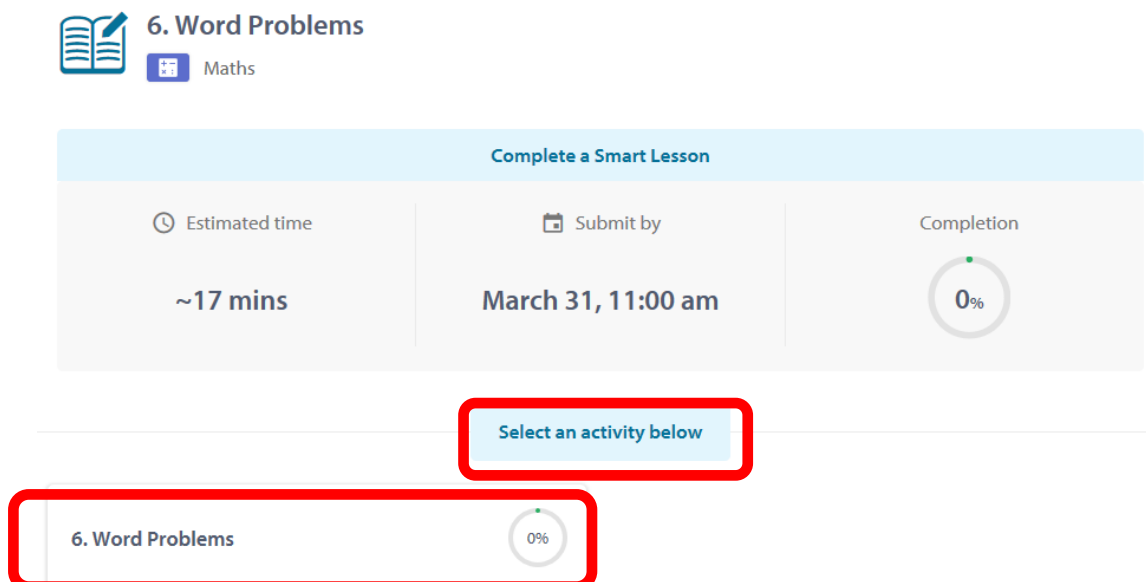 6. Word Problems
Maths
Complete a Smart Lesson
Estimated time
Submit by
Completion
~17 mins
March 31, 11:00 am
0%
Select an activity below
6. Word Problems
0%